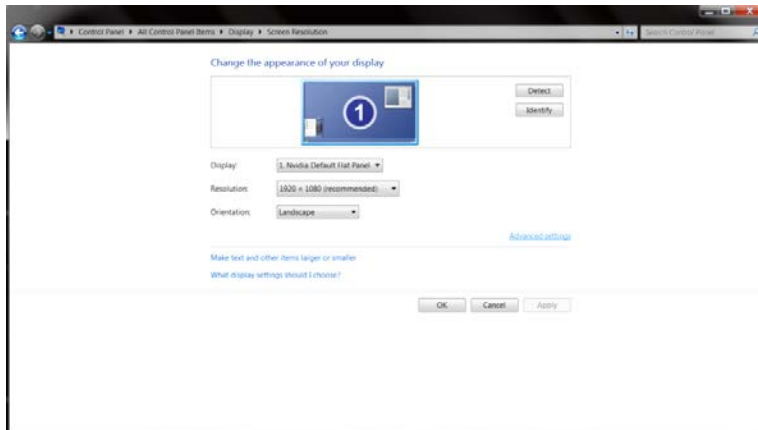 Control Panel ▸ All Control Panel Items ▸ Display ▸ Screen Resolution
Search Control Panel
Change the appearance of your display
1
Detect
Identify
Display:
1. Nvidia Default Flat Panel
Resolution:
1920 × 1080 (recommended)
Orientation:
Landscape
Advanced settings
Make text and other items larger or smaller
What display settings should I choose?
OK
Cancel
Apply